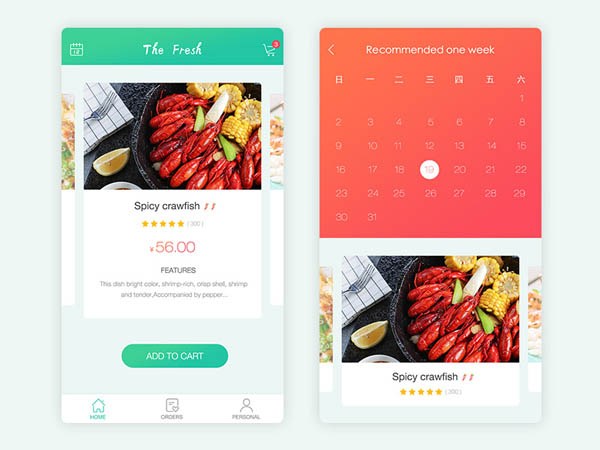 12
The Fresh
3
Spicy crawfish
( 300 )
¥56.00
FEATURES
This dish bright color, shrimp-rich, crisp shell, shrimp
and tender,Accompanied by pepper...
ADD TO CART
HOME
ORDERS
PERSONAL
Recommended one week
日 一 二 三 四 五 六
1
2 3 4 5 6 7 8
9 10 11 12 13 14 15
16 17 18 19 20 21 22
23 24 25 26 27 28 29
30 31
Spicy crawfish
( 300 )